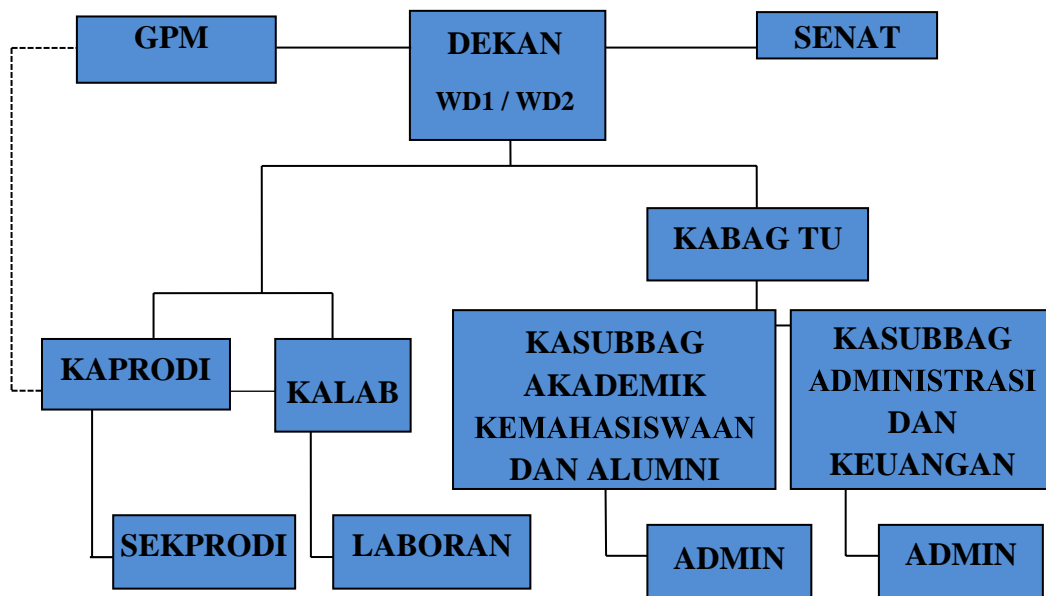 GPM
DEKAN
WD1 / WD2
SENAT
KABAG TU
KAPRODI
KALAB
KASUBBAG
AKADEMIK
KEMAHASISWAAN
DAN ALUMNI
KASUBBAG
ADMINISTRASI
DAN
KEUANGAN
SEKPRODI
LABORAN
ADMIN
ADMIN